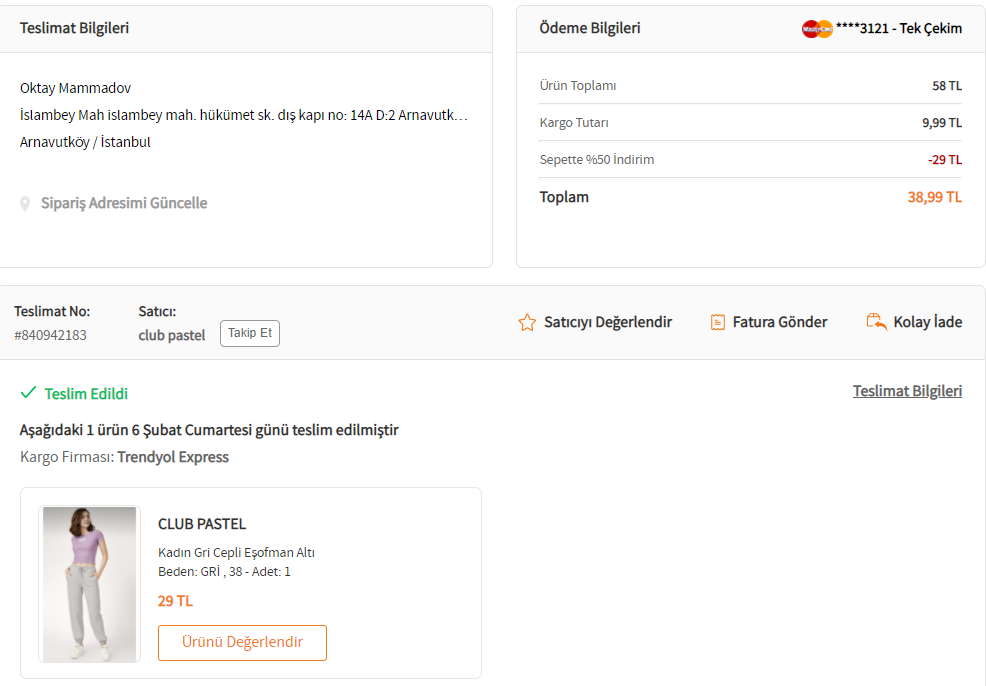 Teslimat Bilgileri
Oktay Mammadov
İslambey Mah islambey mah. hükümet sk. dış kapı no: 14A D:2 Arnavutk...
Arnavutköy / İstanbul
Sipariş Adresimi Güncelle
Ödeme Bilgileri
MasterCard ****3121 - Tek Çekim
Ürün Toplamı 58 TL
Kargo Tutarı 9,99 TL
Sepette %50 İndirim -29 TL
Toplam 38,99 TL
Teslimat No: Satıcı:
#840942183 club pastel Takip Et
Satıcıyı Değerlendir Fatura Gönder Kolay İade
Teslim Edildi Teslimat Bilgileri
Aşağıdaki 1 ürün 6 Şubat Cumartesi günü teslim edilmiştir
Kargo Firması: Trendyol Express
CLUB PASTEL
Kadın Gri Cepli Eşofman Altı
Beden: GRİ , 38 - Adet: 1
29 TL
Ürünü Değerlendir